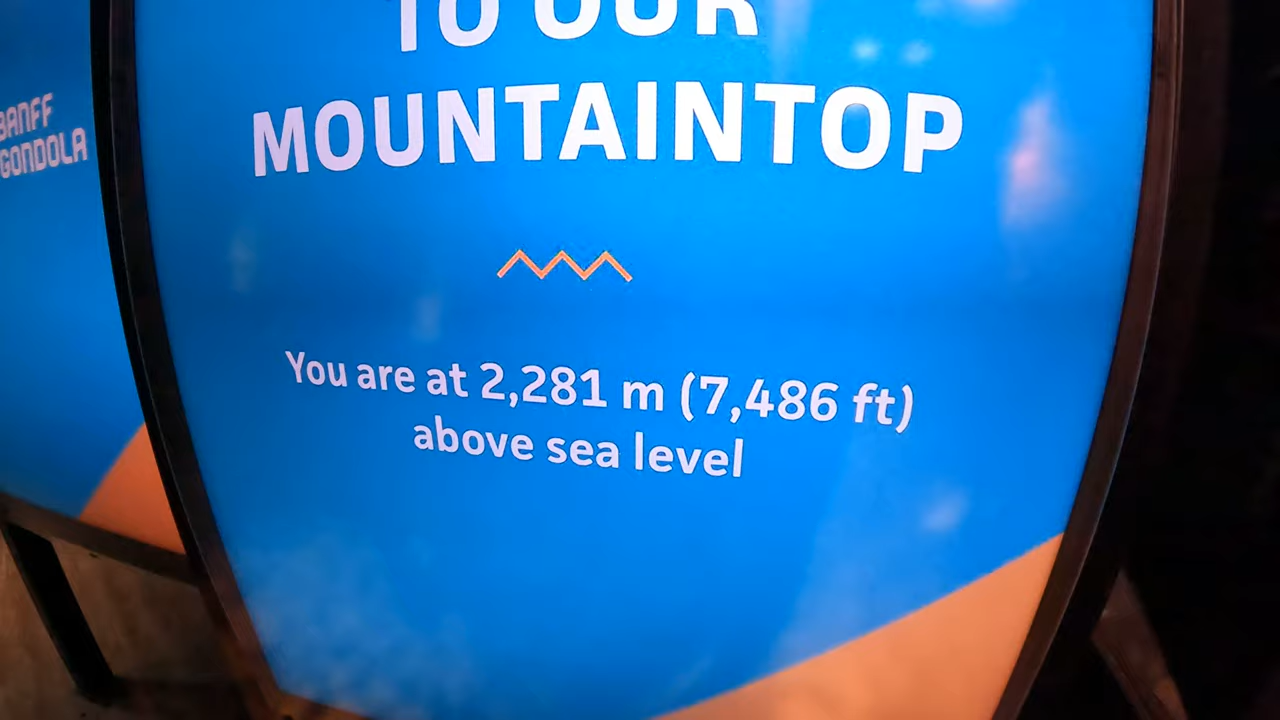 TO OUR
MOUNTAINTOP
BANFF
GONDOLA
You are at 2,281 m (7,486 ft)
above sea level